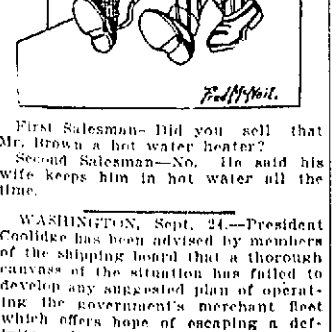 Fred McNeil.
First Salesman—Did you sell that
Mr. Brown a hot water heater?
Second Salesman—No. He said his
wife keeps him in hot water all the
time.
WASHINGTON, Sept. 24.—President
Coolidge has been advised by members
of the shipping board that a thorough
canvass of the situation has failed to
develop any suggested plan of operat-
ing the government's merchant fleet
which offers hope of escaping a def-